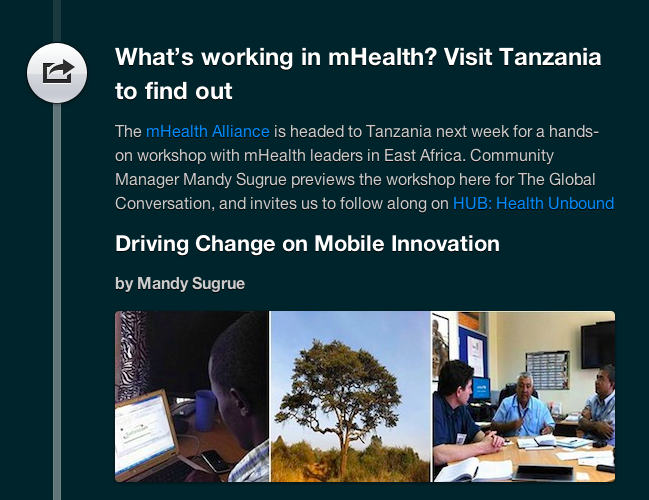 What’s working in mHealth? Visit Tanzania
to find out
The mHealth Alliance is headed to Tanzania next week for a hands-
on workshop with mHealth leaders in East Africa. Community
Manager Mandy Sugrue previews the workshop here for The Global
Conversation, and invites us to follow along on HUB: Health Unbound
Driving Change on Mobile Innovation
by Mandy Sugrue